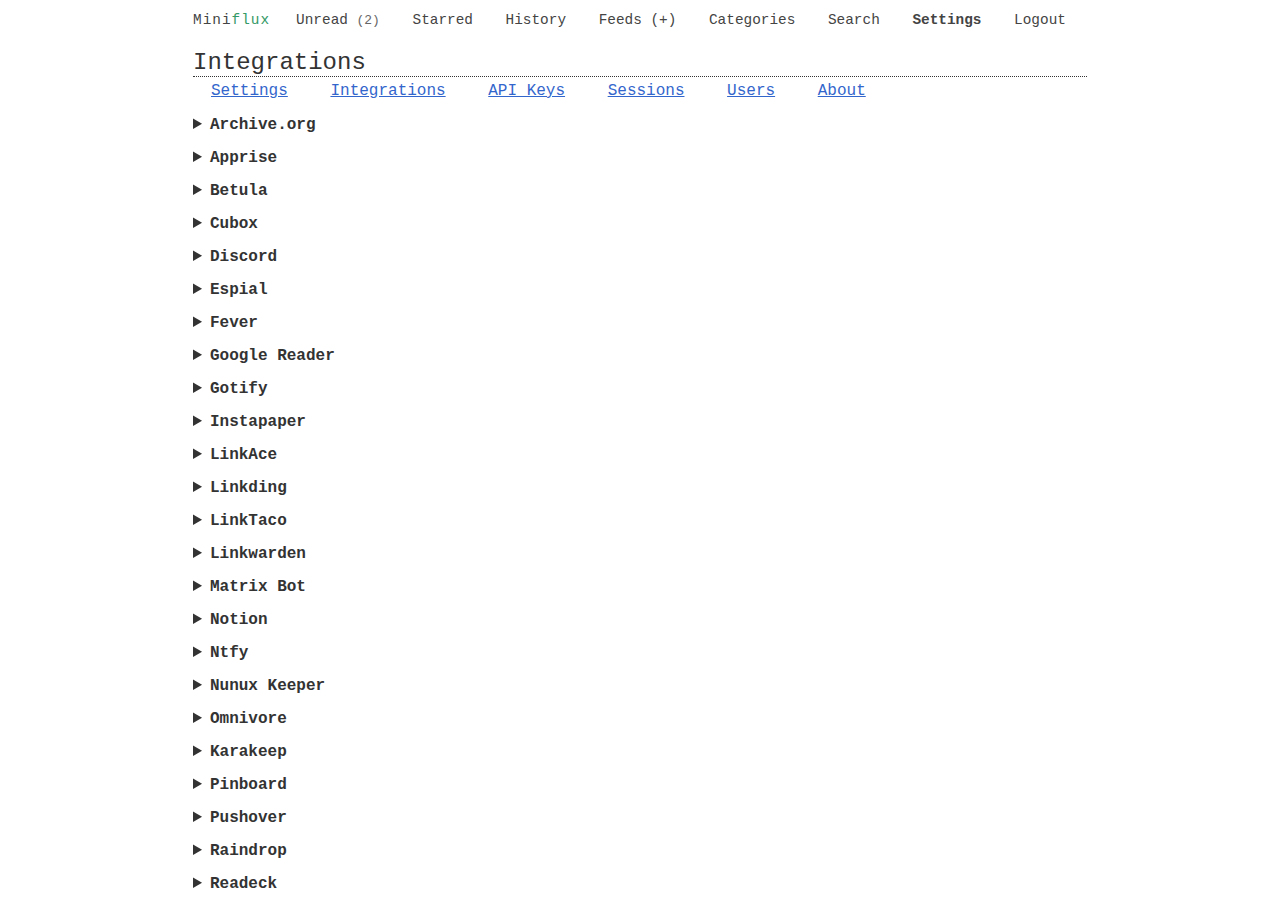 Miniflux Unread (2) Starred History Feeds (+) Categories Search Settings Logout
Integrations
Settings Integrations API Keys Sessions Users About
Archive.org
Apprise
Betula
Cubox
Discord
Espial
Fever
Google Reader
Gotify
Instapaper
LinkAce
Linkding
LinkTaco
Linkwarden
Matrix Bot
Notion
Ntfy
Nunux Keeper
Omnivore
Karakeep
Pinboard
Pushover
Raindrop
Readeck